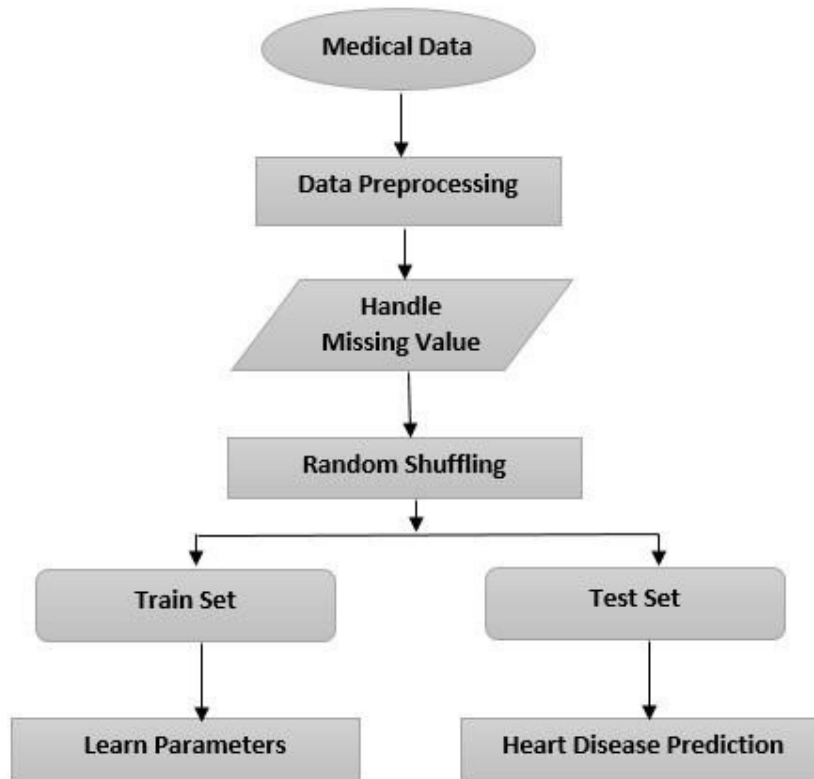 Medical Data
Data Preprocessing
Handle
Missing Value
Random Shuffling
Train Set
Test Set
Learn Parameters
Heart Disease Prediction